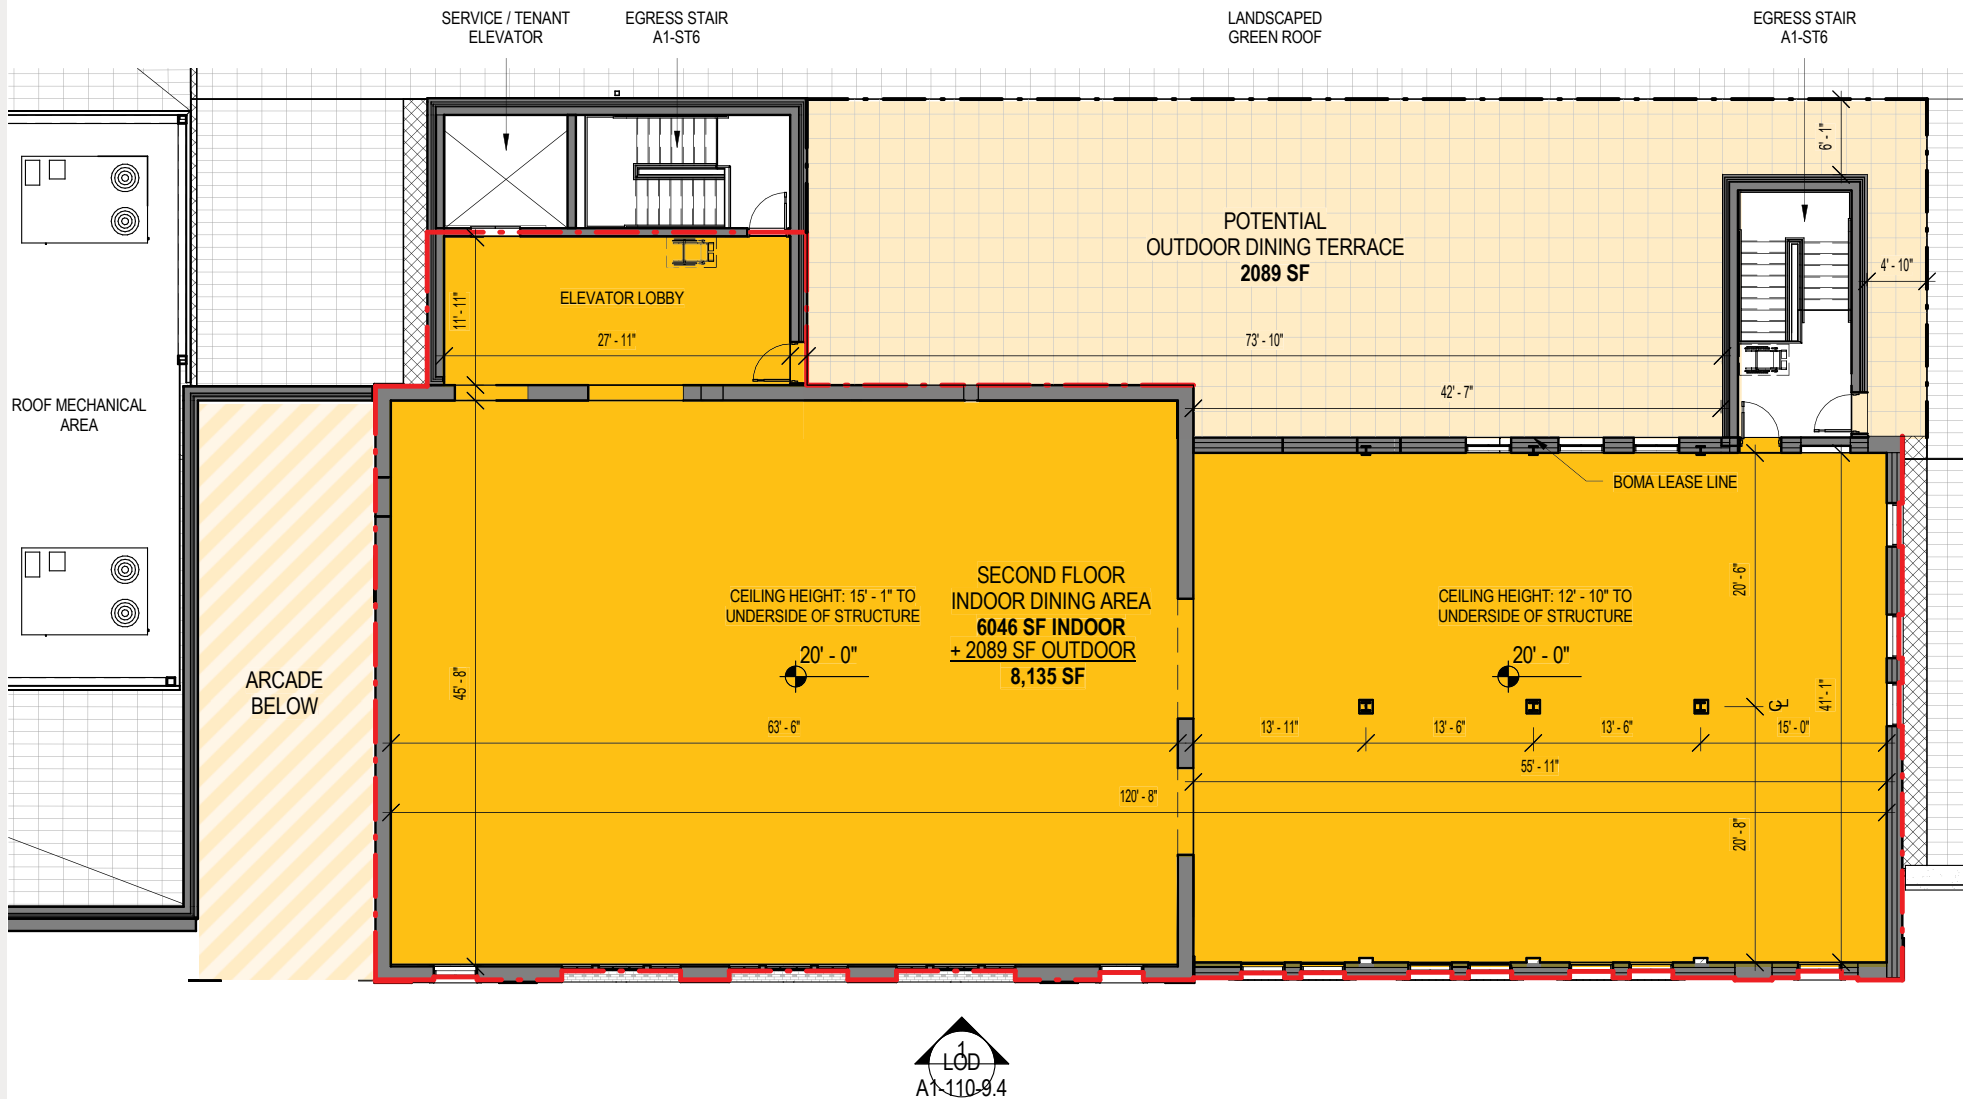 SERVICE / TENANT
ELEVATOR
EGRESS STAIR
A1-ST6
LANDSCAPED
GREEN ROOF
EGRESS STAIR
A1-ST6
6' - 1"
POTENTIAL
OUTDOOR DINING TERRACE
2089 SF
4' - 10"
ELEVATOR LOBBY
11' - 11"
27' - 11"
73' - 10"
42' - 7"
ROOF MECHANICAL
AREA
BOMA LEASE LINE
SECOND FLOOR
INDOOR DINING AREA
6046 SF INDOOR
+ 2089 SF OUTDOOR
8,135 SF
CEILING HEIGHT: 15' - 1" TO
UNDERSIDE OF STRUCTURE
20' - 0"
CEILING HEIGHT: 12' - 10" TO
UNDERSIDE OF STRUCTURE
20' - 0"
20' - 6"
ARCADE
BELOW
45' - 8"
41' - 1"
CL
63' - 6"
13' - 11"
13' - 6"
13' - 6"
15' - 0"
55' - 11"
120' - 8"
20' - 8"
1
LOD
A1-110-9.4